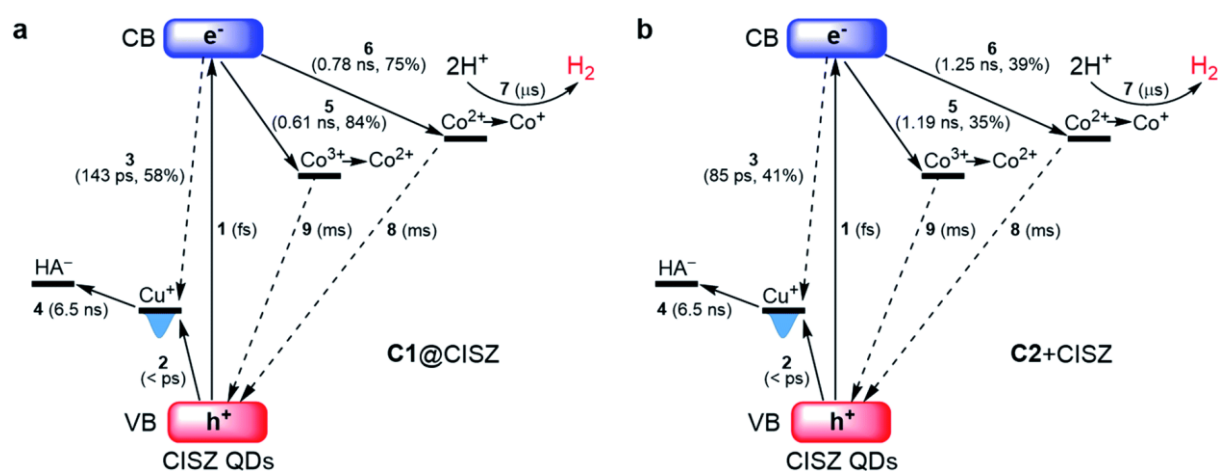 a
CB
e-
6
(0.78 ns, 75%)
2H+
H2
7 (μs)
5
(0.61 ns, 84%)
Co2+
Co+
Co3+
Co2+
3
(143 ps, 58%)
1 (fs)
9 (ms)
8 (ms)
HA−
Cu+
4 (6.5 ns)
2
(< ps)
C1@CISZ
VB
h+
CISZ QDs
b
CB
e-
6
(1.25 ns, 39%)
2H+
H2
7 (μs)
5
(1.19 ns, 35%)
Co2+
Co+
Co3+
Co2+
3
(85 ps, 41%)
1 (fs)
9 (ms)
8 (ms)
HA−
Cu+
4 (6.5 ns)
2
(< ps)
C2+CISZ
VB
h+
CISZ QDs